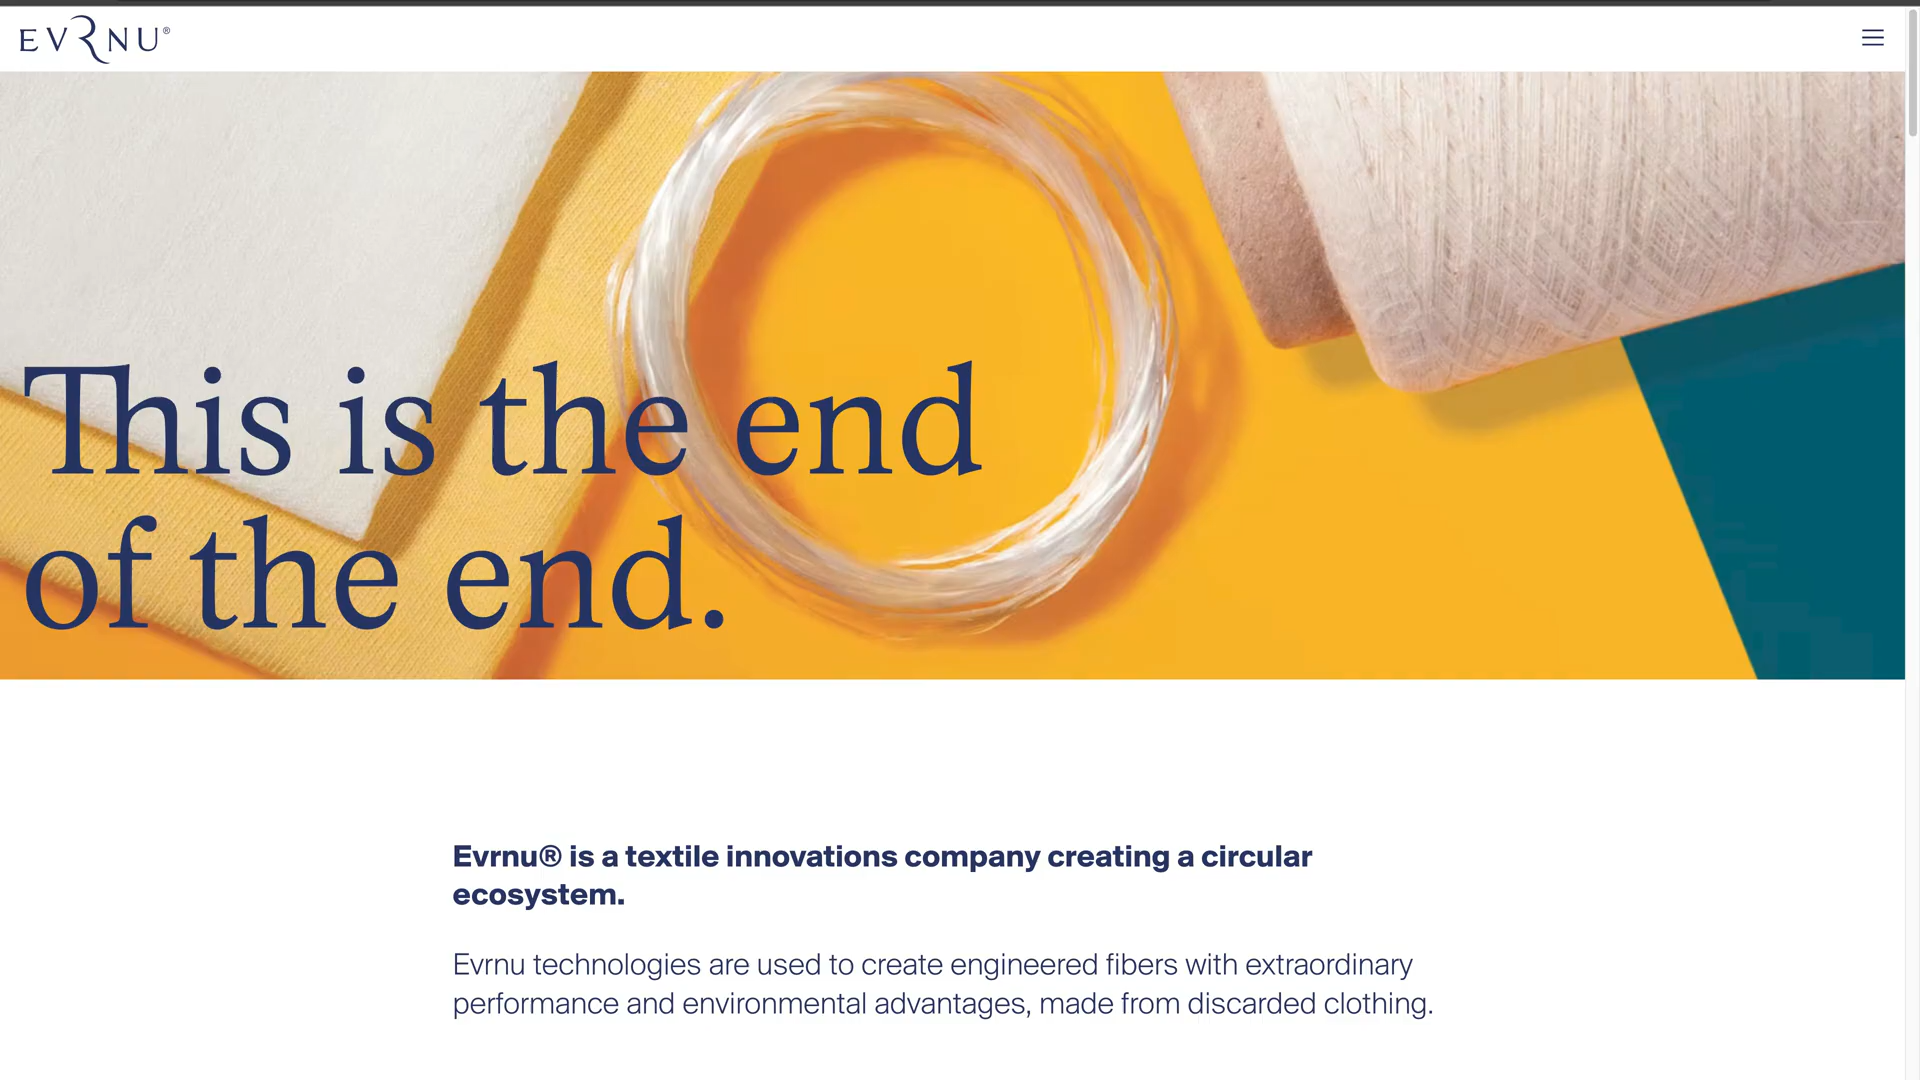 EVRNU®
This is the end
of the end.
Evrnu® is a textile innovations company creating a circular
ecosystem.
Evrnu technologies are used to create engineered fibers with extraordinary
performance and environmental advantages, made from discarded clothing.